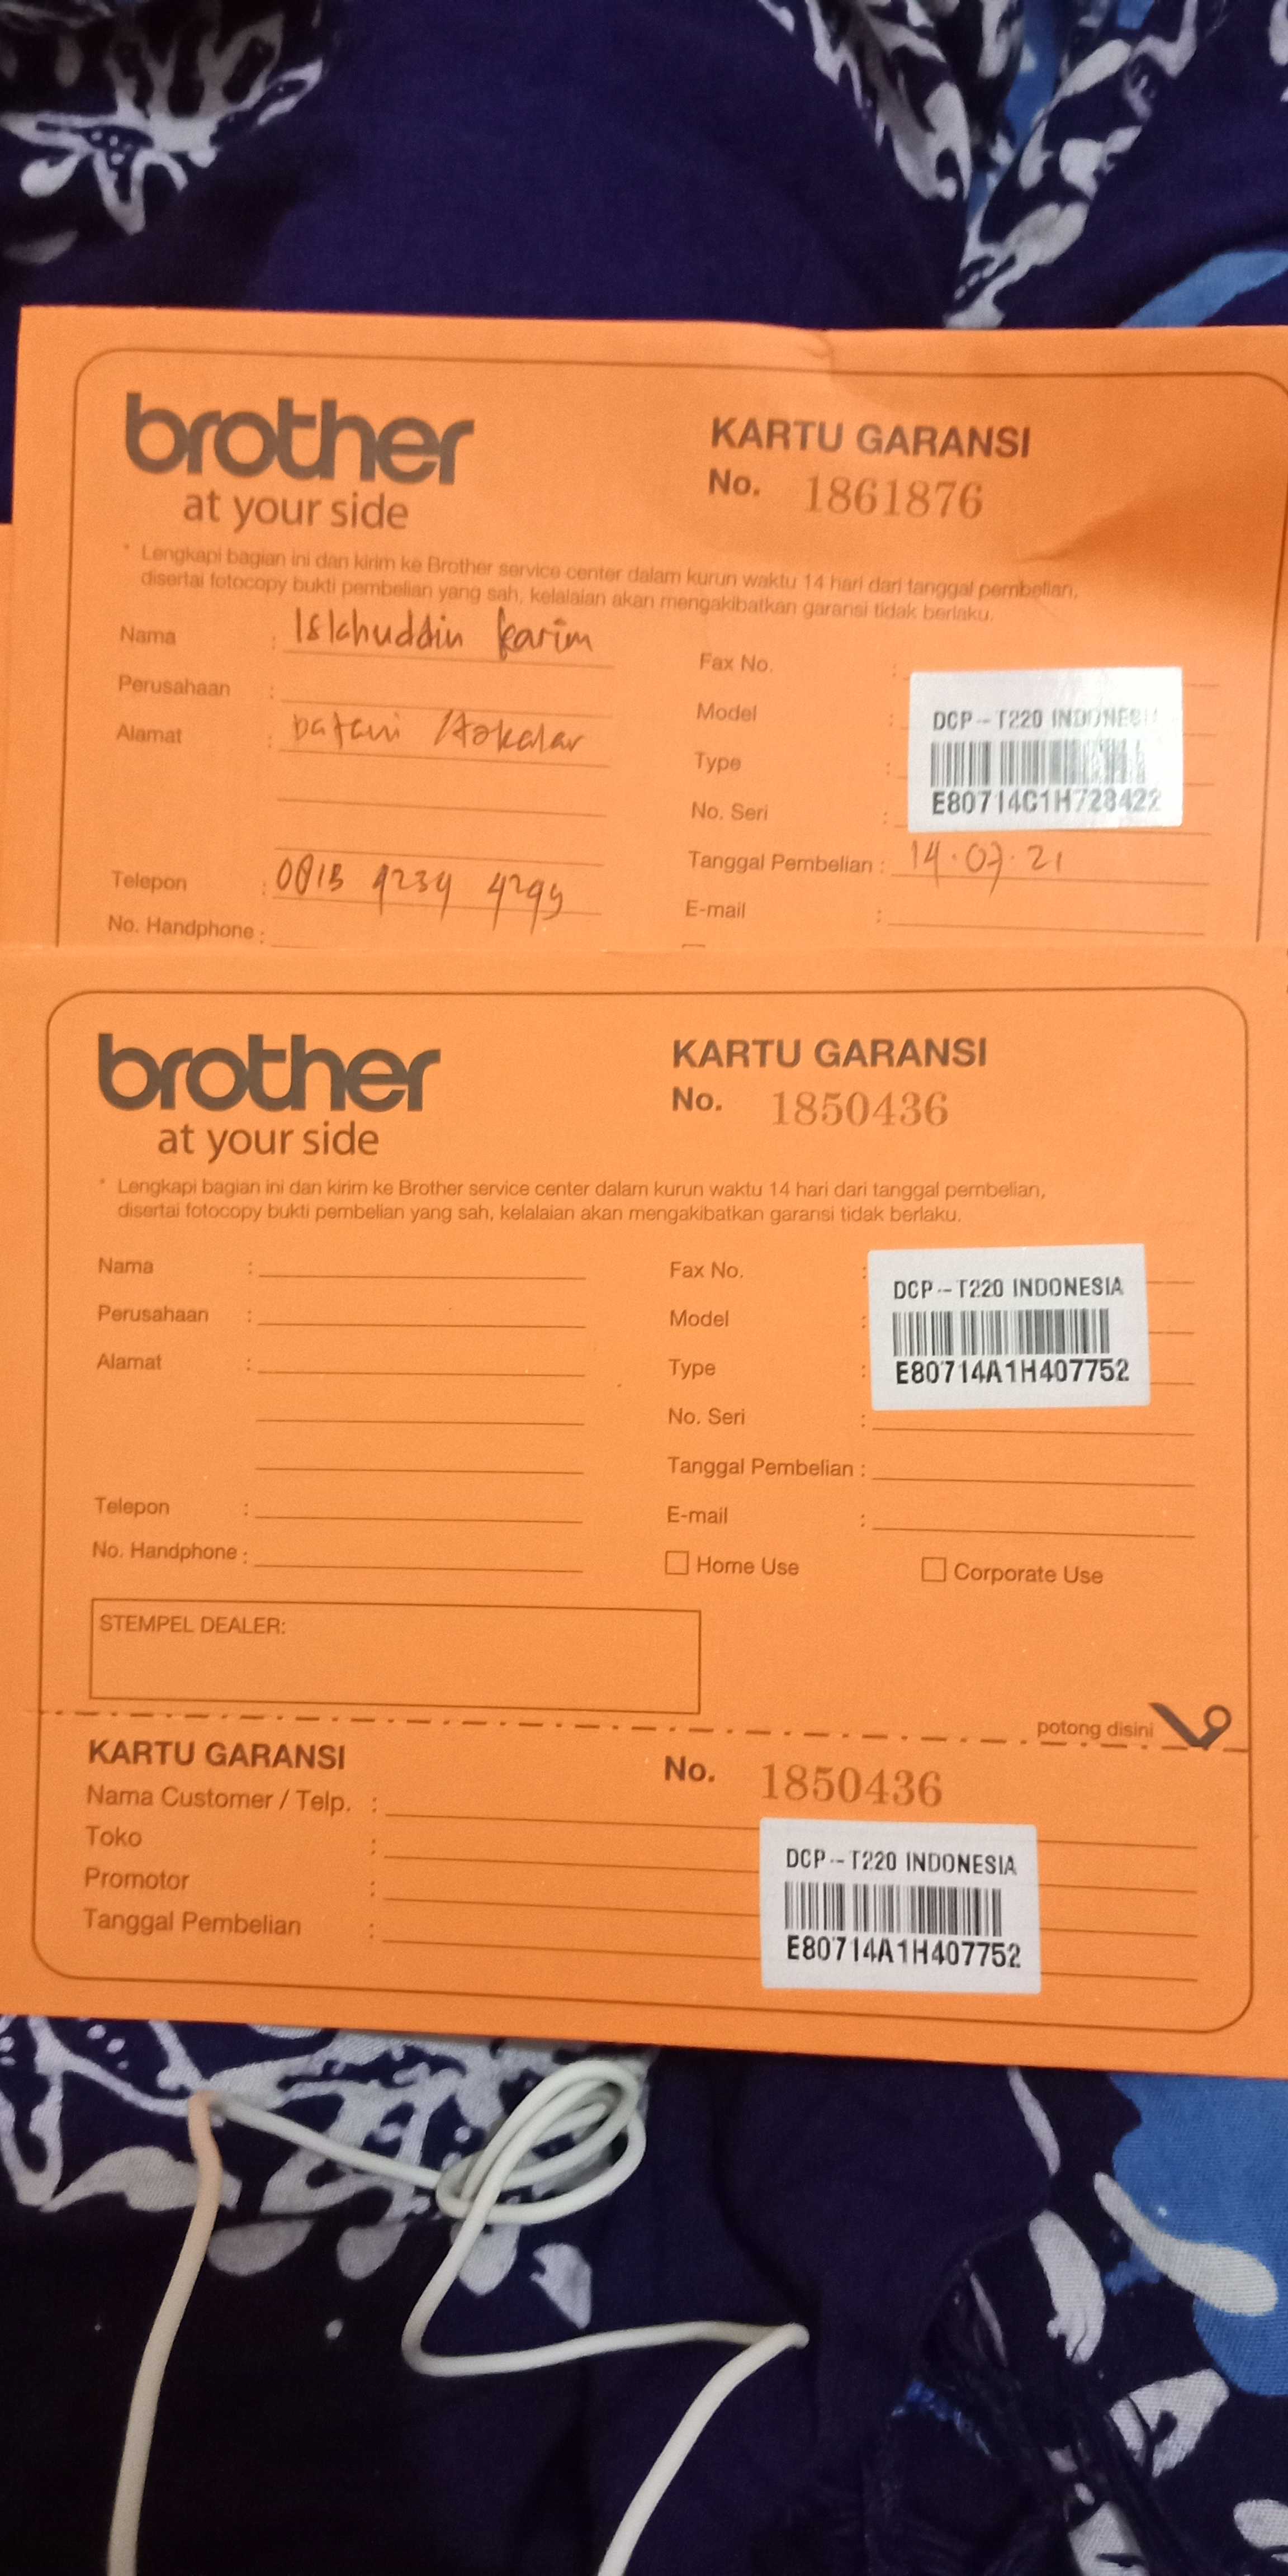 brother
at your side
KARTU GARANSI
No. 1861876
* Lengkapi bagian ini dan kirim ke Brother service center dalam kurun waktu 14 hari dari tanggal pembelian,
disertai fotocopy bukti pembelian yang sah, kelalaian akan mengakibatkan garansi tidak berlaku.
Nama : Islahuddin karim
Perusahaan :
Alamat :
Telepon : 4299
No. Handphone :
Fax No. :
Model :
Type :
No. Seri :
DCP-T220 INDONESIA
E80714C1H728422
Tanggal Pembelian : 14.07.21
E-mail :
brother
at your side
KARTU GARANSI
No. 1850436
* Lengkapi bagian ini dan kirim ke Brother service center dalam kurun waktu 14 hari dari tanggal pembelian,
disertai fotocopy bukti pembelian yang sah, kelalaian akan mengakibatkan garansi tidak berlaku.
Nama :
Perusahaan :
Alamat :
Telepon :
No. Handphone :
Fax No. :
Model :
Type :
No. Seri :
DCP-T220 INDONESIA
E80714A1H407752
Tanggal Pembelian :
E-mail :
Home Use Corporate Use
STEMPEL DEALER:
potong disini
KARTU GARANSI No. 1850436
Nama Customer / Telp. :
Toko :
Promotor :
Tanggal Pembelian :
DCP-T220 INDONESIA
E80714A1H407752